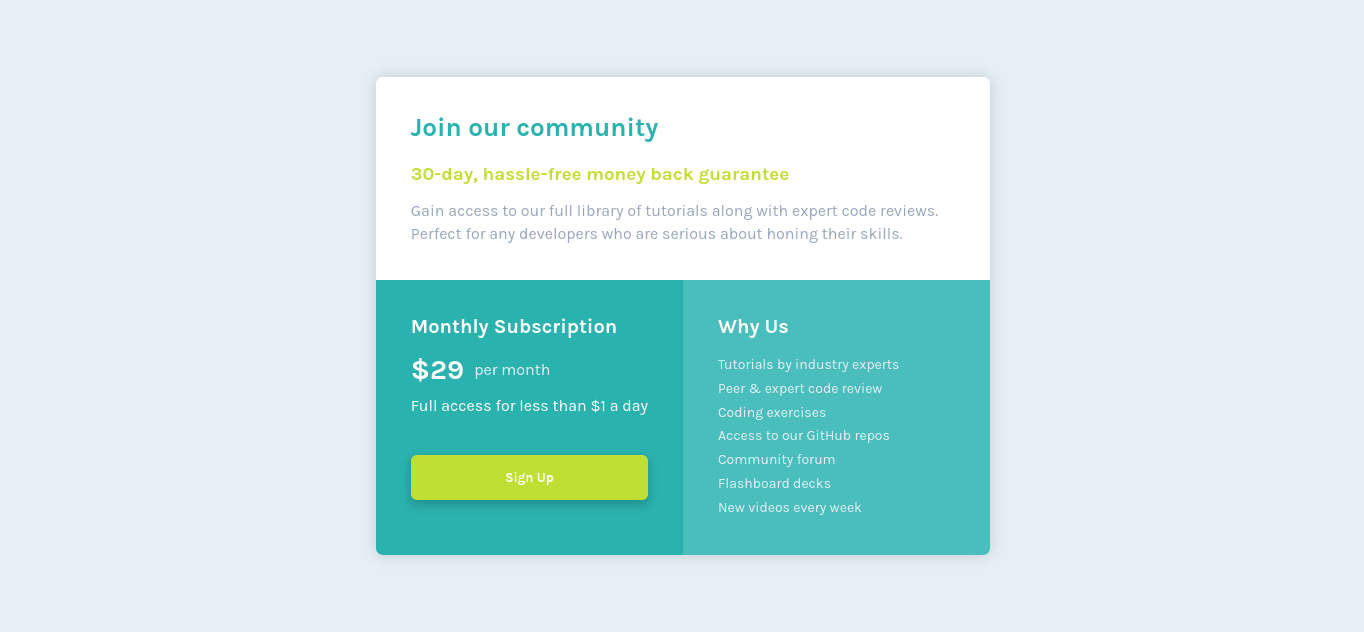 Join our community
30-day, hassle-free money back guarantee
Gain access to our full library of tutorials along with expert code reviews.
Perfect for any developers who are serious about honing their skills.
Monthly Subscription
$29 per month
Full access for less than $1 a day
Sign Up
Why Us
Tutorials by industry experts
Peer & expert code review
Coding exercises
Access to our GitHub repos
Community forum
Flashboard decks
New videos every week